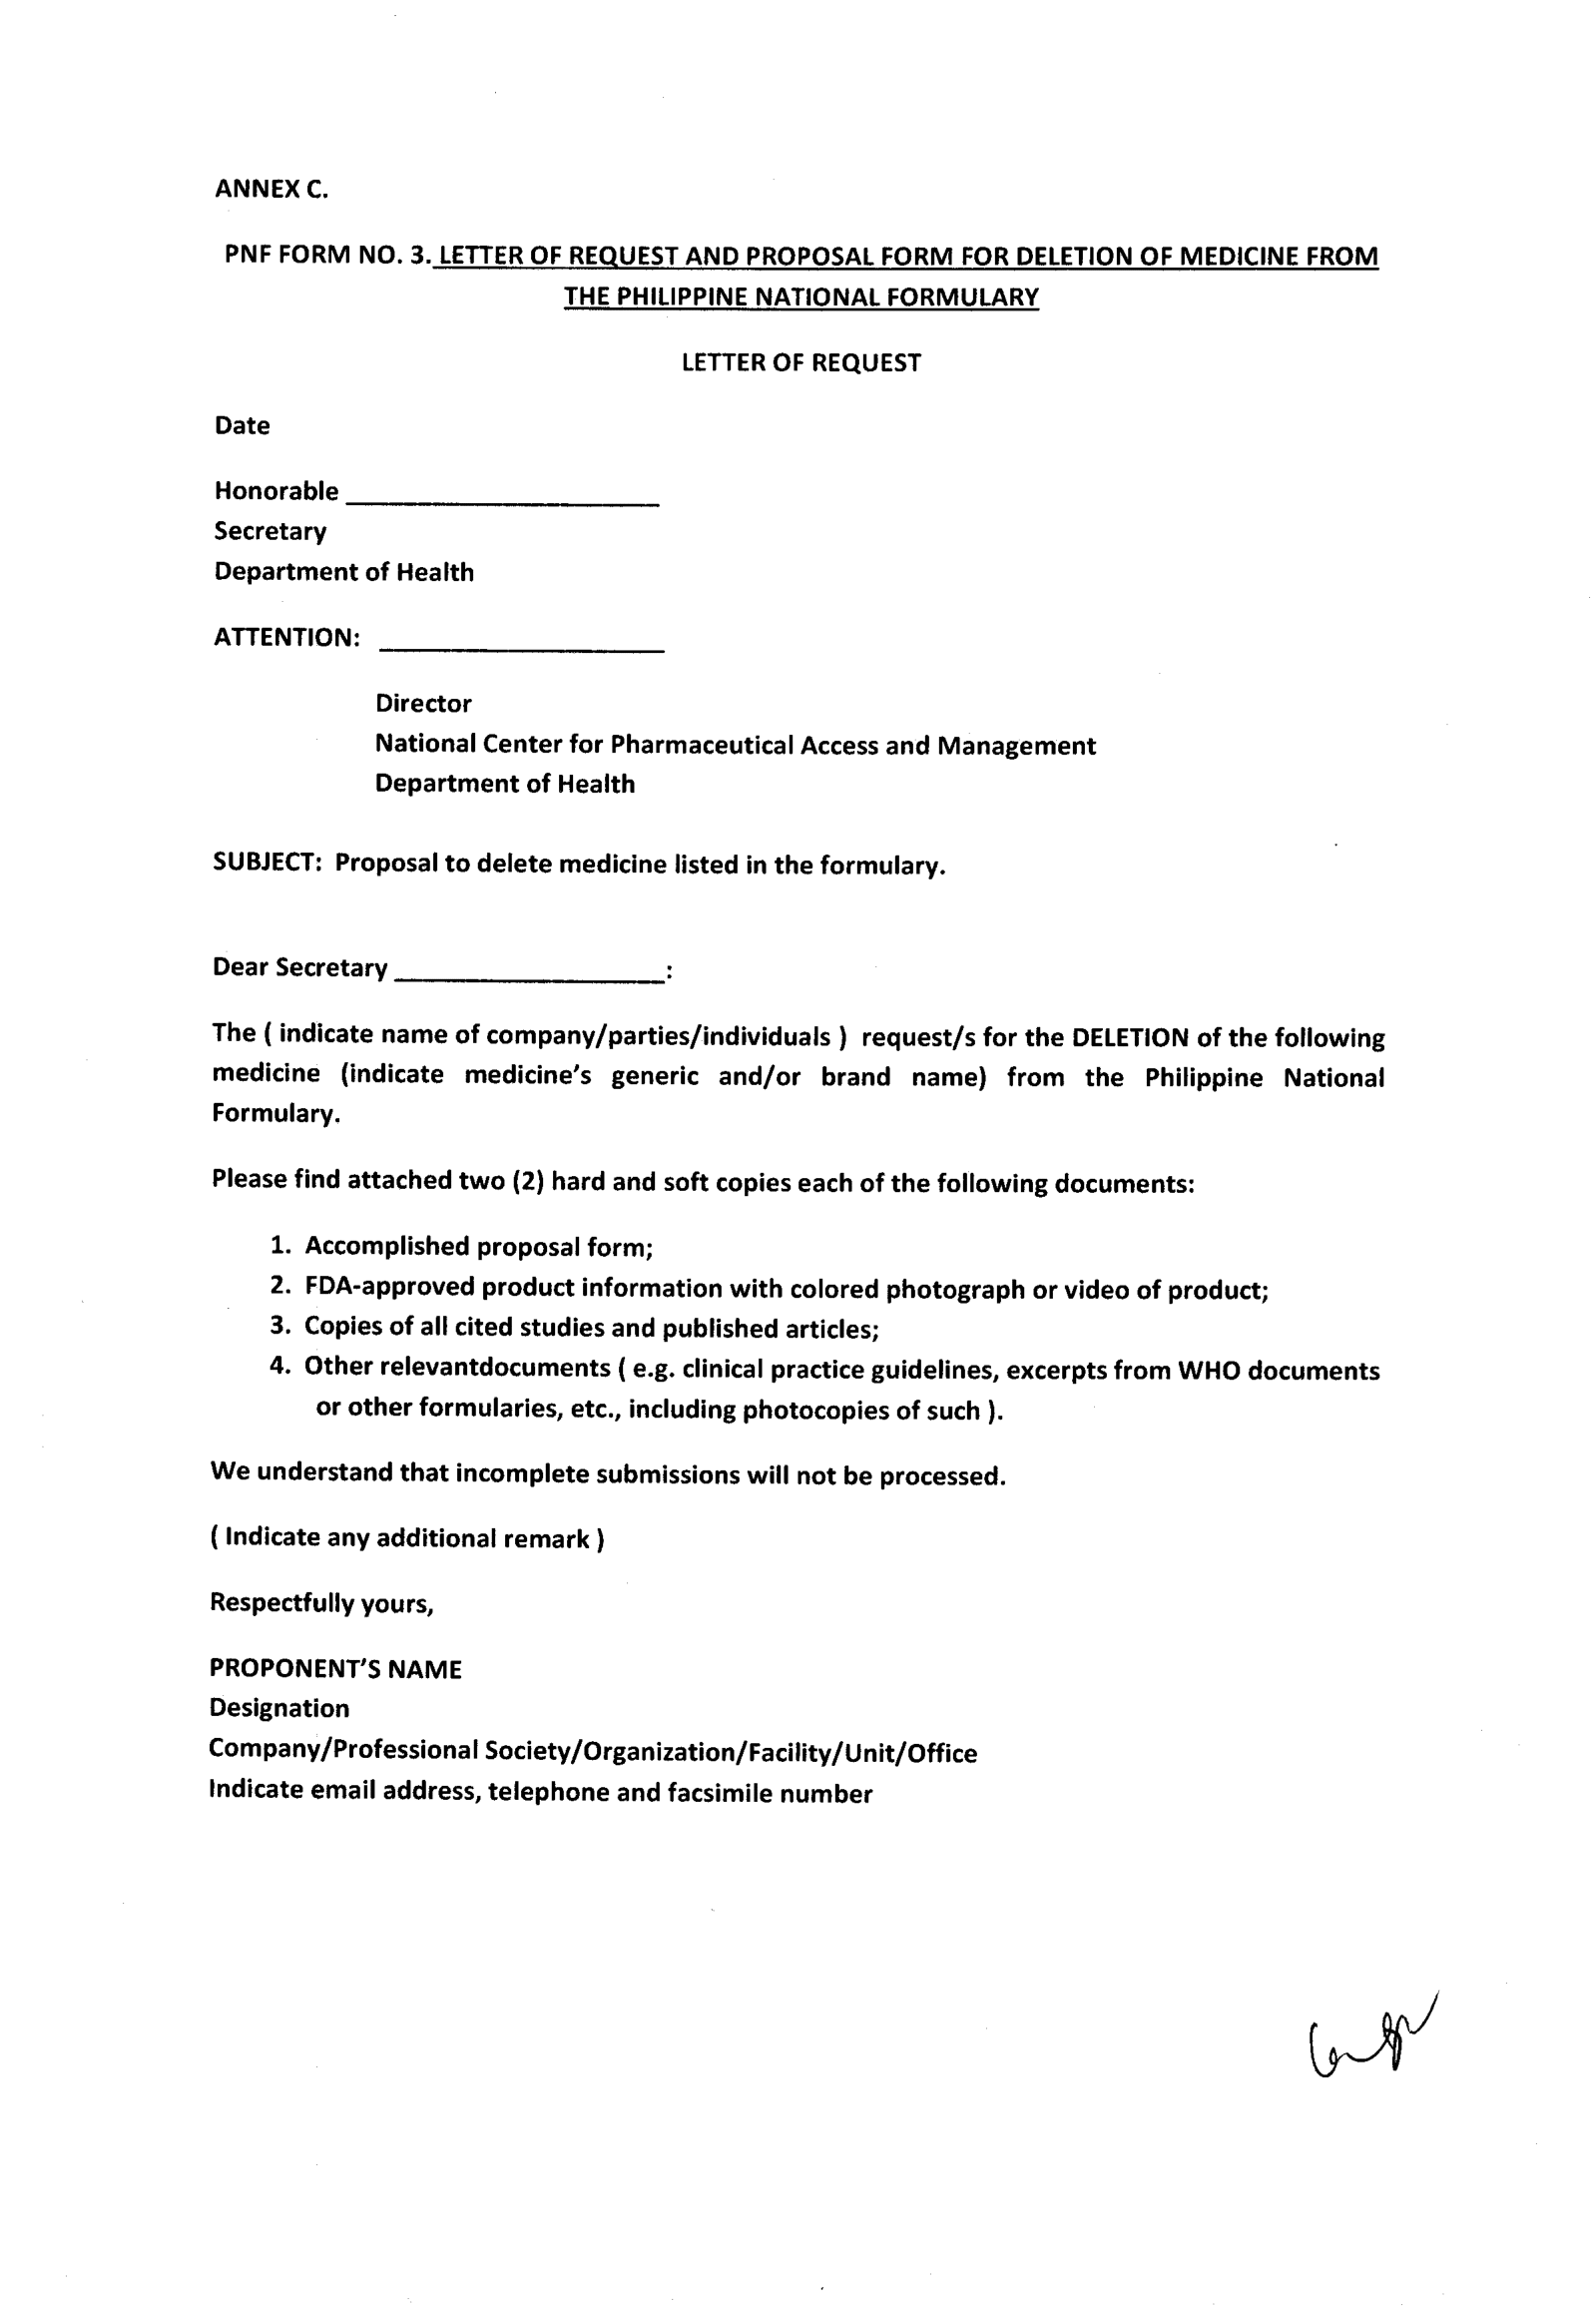 ANNEX C.
PNF FORM NO. 3. LETTER OF REQUEST AND PROPOSAL FORM FOR DELETION OF MEDICINE FROM
THE PHILIPPINE NATIONAL FORMULARY
LETTER OF REQUEST
Date
Honorable ____________________
Secretary
Department of Health
ATTENTION: ____________________
Director
National Center for Pharmaceutical Access and Management
Department of Health
SUBJECT: Proposal to delete medicine listed in the formulary.
Dear Secretary ____________________:
The ( indicate name of company/parties/individuals ) request/s for the DELETION of the following
medicine (indicate medicine's generic and/or brand name) from the Philippine National
Formulary.
Please find attached two (2) hard and soft copies each of the following documents:
1. Accomplished proposal form;
2. FDA-approved product information with colored photograph or video of product;
3. Copies of all cited studies and published articles;
4. Other relevantdocuments ( e.g. clinical practice guidelines, excerpts from WHO documents
or other formularies, etc., including photocopies of such ).
We understand that incomplete submissions will not be processed.
( Indicate any additional remark )
Respectfully yours,
PROPONENT'S NAME
Designation
Company/Professional Society/Organization/Facility/Unit/Office
Indicate email address, telephone and facsimile number